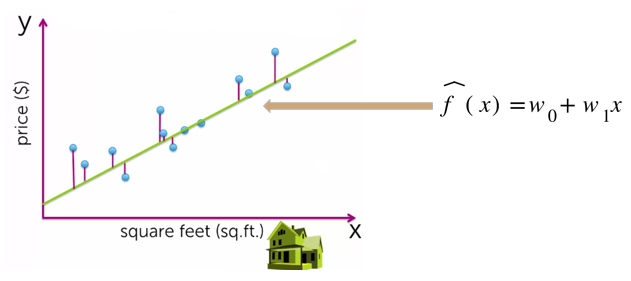 y
price ($)
square feet (sq.ft.)
x
f̂ (x) = w₀ + w₁x